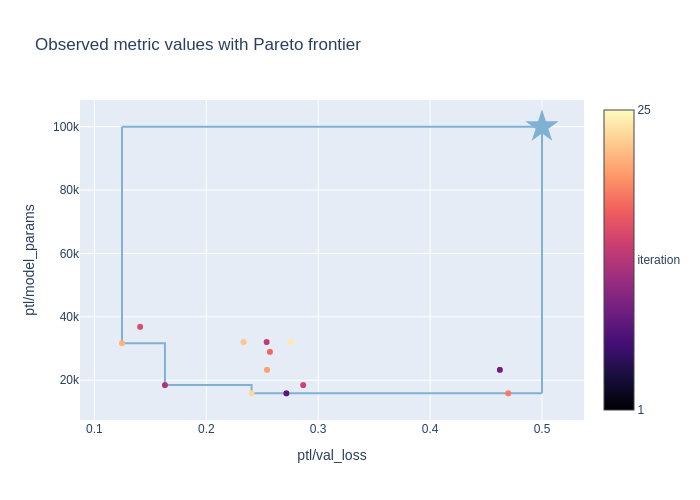 Observed metric values with Pareto frontier
ptl/model_params
100k
80k
60k
40k
20k
0.1
0.2
0.3
0.4
0.5
ptl/val_loss
25
iteration
1